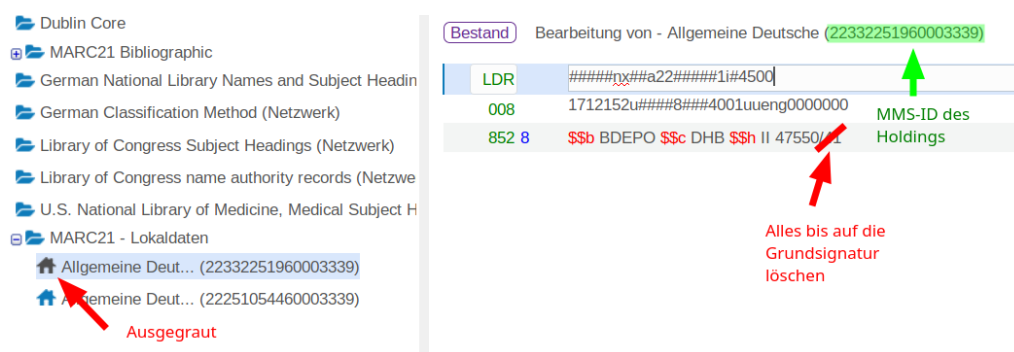 Dublin Core
MARC21 Bibliographic
German National Library Names and Subject Headin
German Classification Method (Netzwerk)
Library of Congress Subject Headings (Netzwerk)
Library of Congress name authority records (Netzwe
U.S. National Library of Medicine, Medical Subject H
MARC21 - Lokaldaten
Allgemeine Deut... (22332251960003339)
Allgemeine Deut... (22251054460003339)
Ausgegraut
Bestand Bearbeitung von - Allgemeine Deutsche (22332251960003339)
LDR #####nx##a22#####1i#4500
008 1712152u####8###4001uueng0000000
852 8 $$b BDEPO $$c DHB $$h II 47550/41
MMS-ID des
Holdings
Alles bis auf die
Grundsignatur
löschen